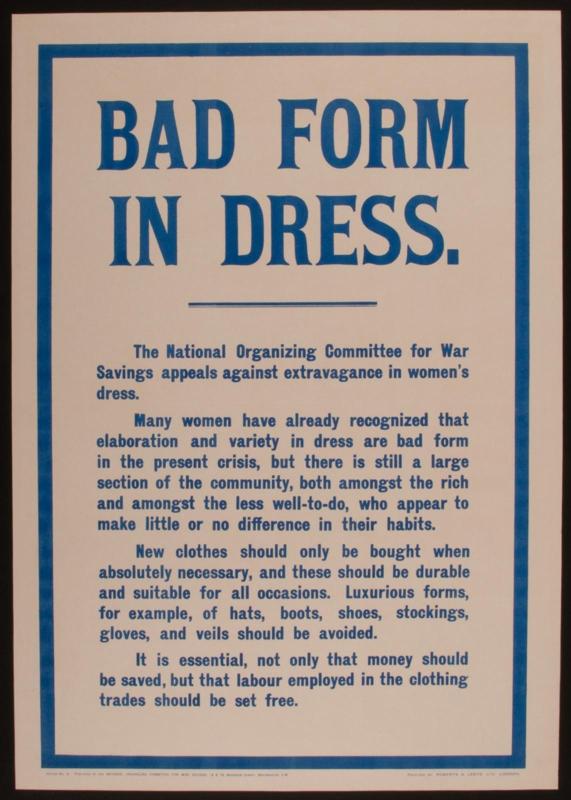 BAD FORM
IN DRESS.
The National Organizing Committee for War
Savings appeals against extravagance in women's
dress.
Many women have already recognized that
elaboration and variety in dress are bad form
in the present crisis, but there is still a large
section of the community, both amongst the rich
and amongst the less well-to-do, who appear to
make little or no difference in their habits.
New clothes should only be bought when
absolutely necessary, and these should be durable
and suitable for all occasions. Luxurious forms,
for example, of hats, boots, shoes, stockings,
gloves, and veils should be avoided.
It is essential, not only that money should
be saved, but that labour employed in the clothing
trades should be set free.